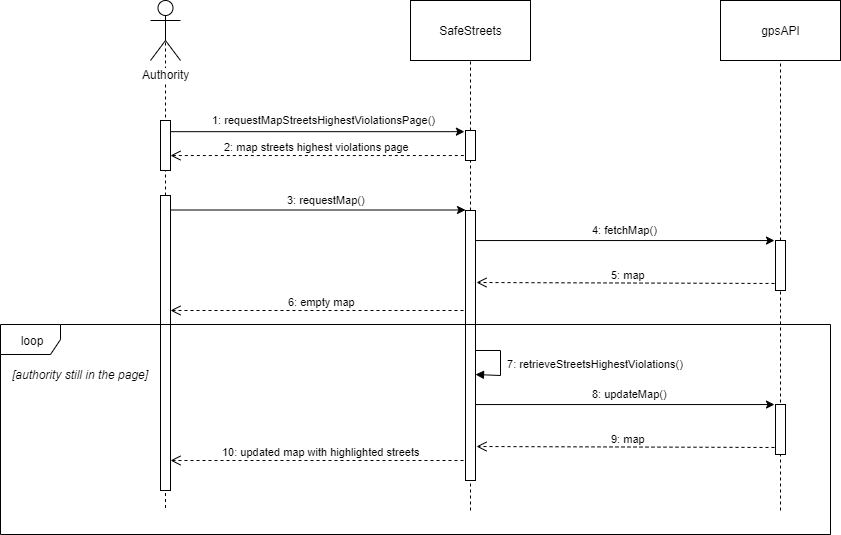 SafeStreets
gpsAPI
Authority
1: requestMapStreetsHighestViolationsPage()
2: map streets highest violations page
3: requestMap()
4: fetchMap()
5: map
6: empty map
loop
7: retrieveStreetsHighestViolations()
[authority still in the page]
8: updateMap()
9: map
10: updated map with highlighted streets